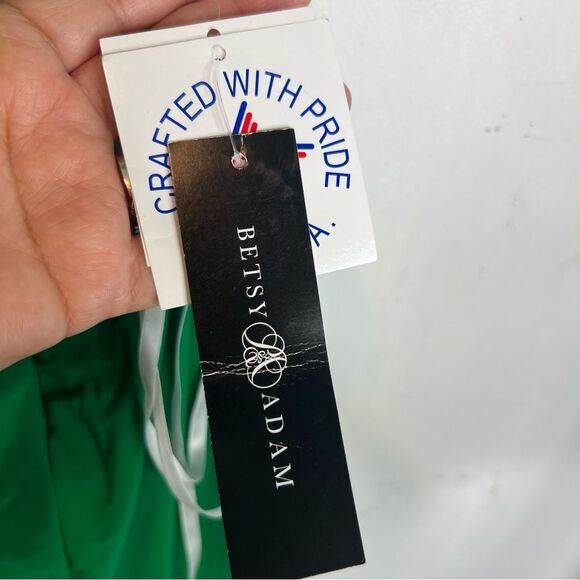 CRAFTED WITH PRIDE
A.
BETSY & ADAM